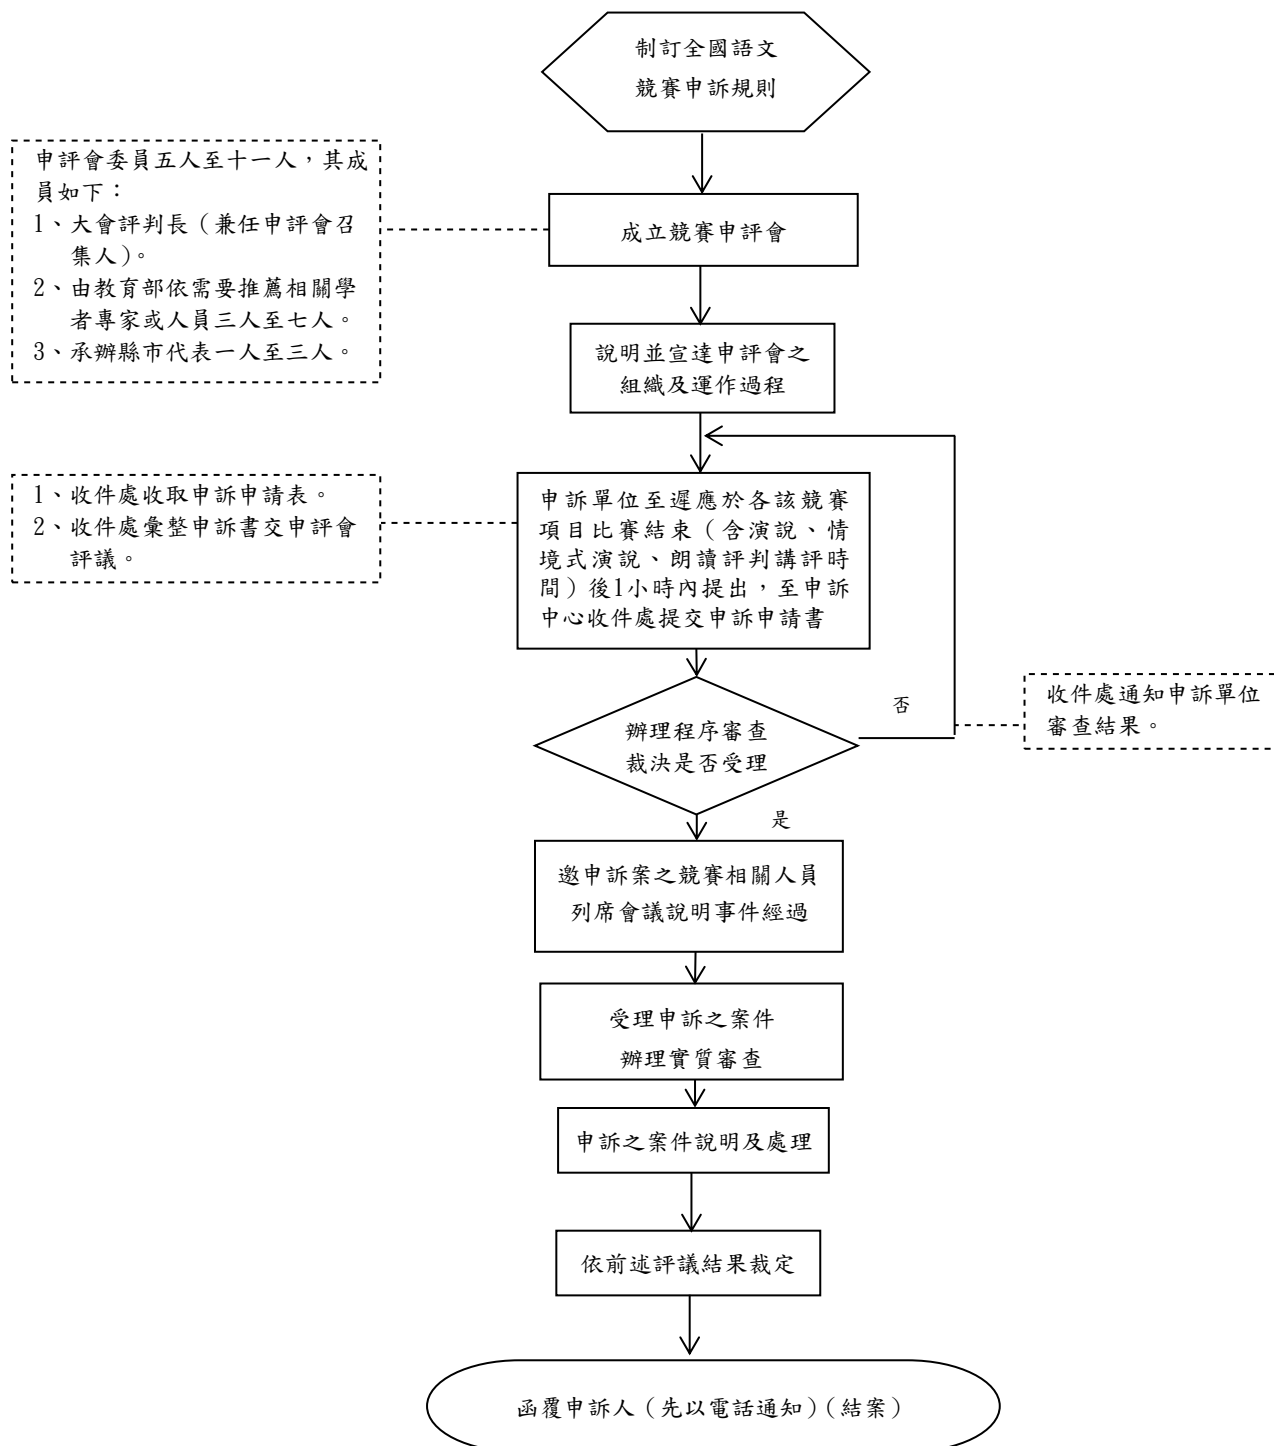 制訂全國語文
競賽申訴規則
申評會委員五人至十一人，其成
員如下：
1、大會評判長（兼任申評會召
集人）。
2、由教育部依需要推薦相關學
者專家或人員三人至七人。
3、承辦縣市代表一人至三人。
成立競賽申評會
說明並宣達申評會之
組織及運作過程
1、收件處收取申訴申請表。
2、收件處彙整申訴書交申評會
評議。
申訴單位至遲應於各該競賽
項目比賽結束（含演說、情
境式演說、朗讀評判講評時
間）後1小時內提出，至申訴
中心收件處提交申訴申請書
辦理程序審查
裁決是否受理
否
收件處通知申訴單位
審查結果。
是
邀申訴案之競賽相關人員
列席會議說明事件經過
受理申訴之案件
辦理實質審查
申訴之案件說明及處理
依前述評議結果裁定
函覆申訴人（先以電話通知）（結案）